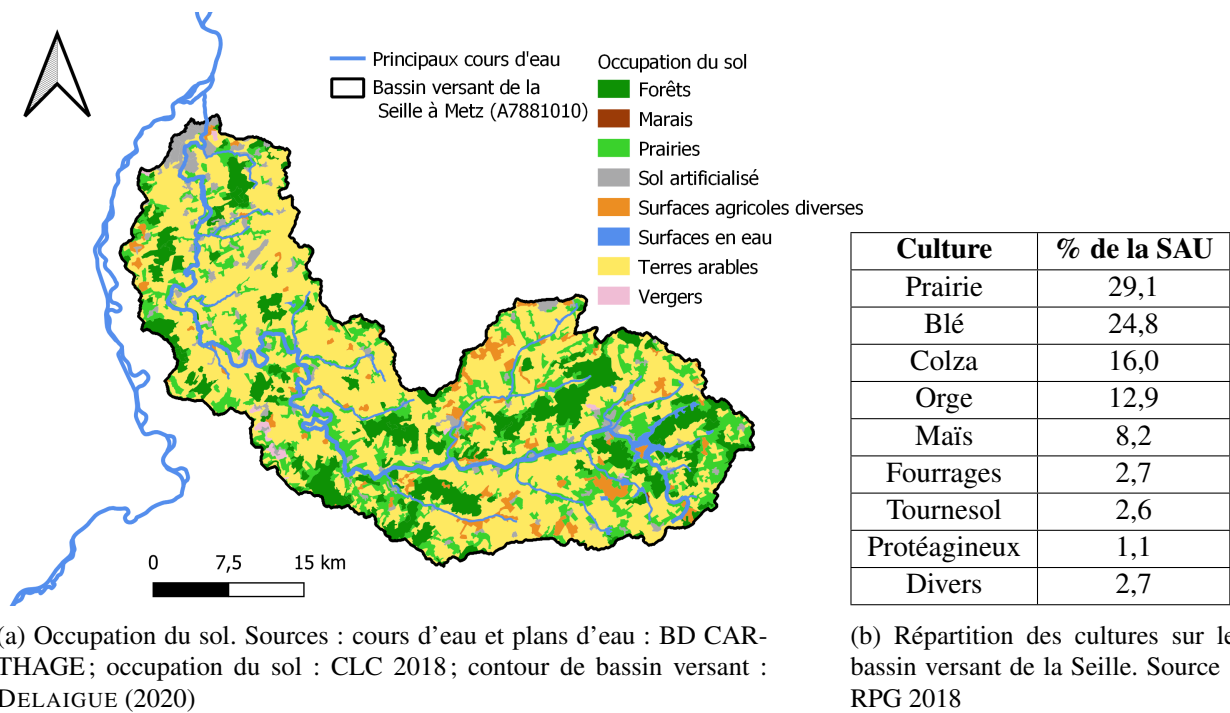 Principaux cours d'eau
Bassin versant de la
Seille à Metz (A7881010)
Occupation du sol
Forêts
Marais
Prairies
Sol artificialisé
Surfaces agricoles diverses
Surfaces en eau
Terres arables
Vergers
0 7,5 15 km
(a) Occupation du sol. Sources : cours d'eau et plans d'eau : BD CAR-
THAGE; occupation du sol : CLC 2018; contour de bassin versant :
DELAIGUE (2020)
Culture % de la SAU
Prairie 29,1
Blé 24,8
Colza 16,0
Orge 12,9
Maïs 8,2
Fourrages 2,7
Tournesol 2,6
Protéagineux 1,1
Divers 2,7
(b) Répartition des cultures sur le
bassin versant de la Seille. Source
RPG 2018